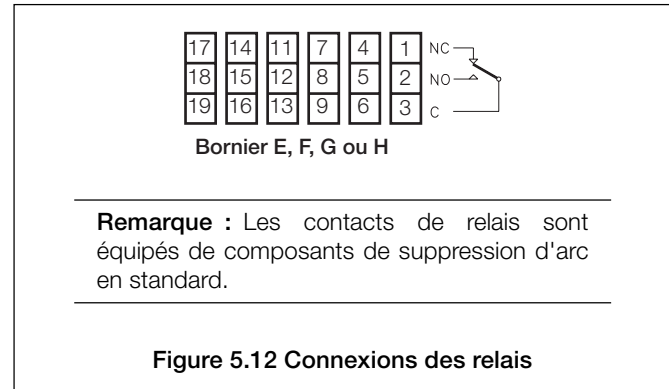 17 14 11 7 4 1 NC
18 15 12 8 5 2 NO
19 16 13 9 6 3 C
Bornier E, F, G ou H
Remarque : Les contacts de relais sont
équipés de composants de suppression d'arc
en standard.
Figure 5.12 Connexions des relais